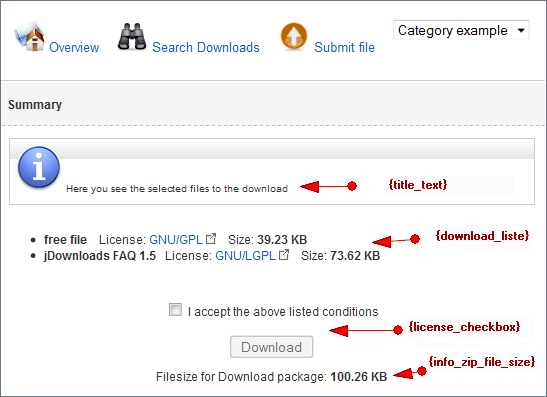 Overview Search Downloads Submit file Category example
Summary
Here you see the selected files to the download {title_text}
free file License: GNU/GPL Size: 39.23 KB {download_liste}
jDownloads FAQ 1.5 License: GNU/LGPL Size: 73.62 KB
I accept the above listed conditions
{license_checkbox}
Download
{info_zip_file_size}
Filesize for Download package: 100.26 KB